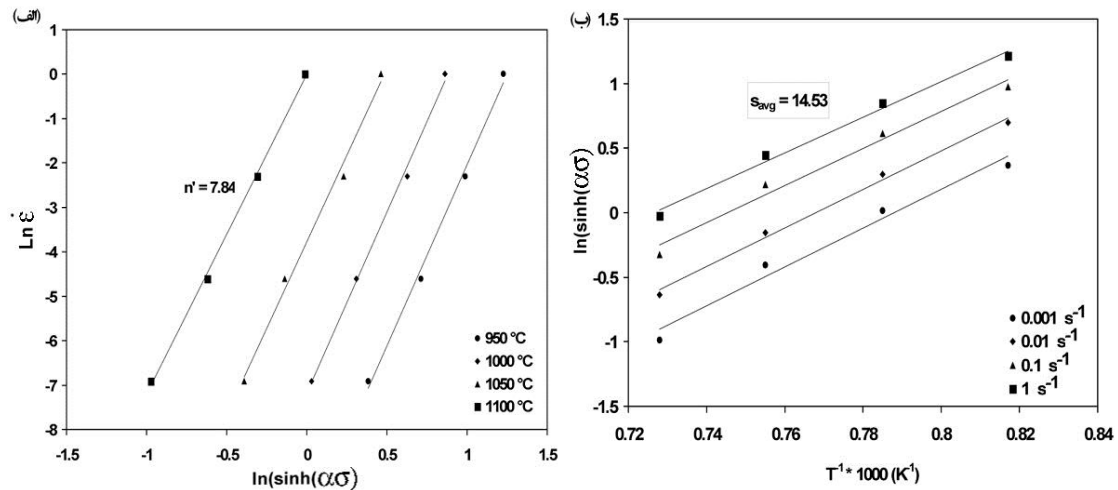 (الف)
1
0
-1
-2
-3
-4
-5
-6
-7
-8
-1.5
-1
-0.5
0
0.5
1
1.5
Ln ε̇
ln(sinh(ασ)
n' = 7.84
950 °C
1000 °C
1050 °C
1100 °C
(ب)
1.5
1
0.5
0
-0.5
-1
-1.5
0.72
0.74
0.76
0.78
0.8
0.82
0.84
ln(sinh(ασ)
T⁻¹ * 1000 (K⁻¹)
s_avg = 14.53
0.001 s⁻¹
0.01 s⁻¹
0.1 s⁻¹
1 s⁻¹